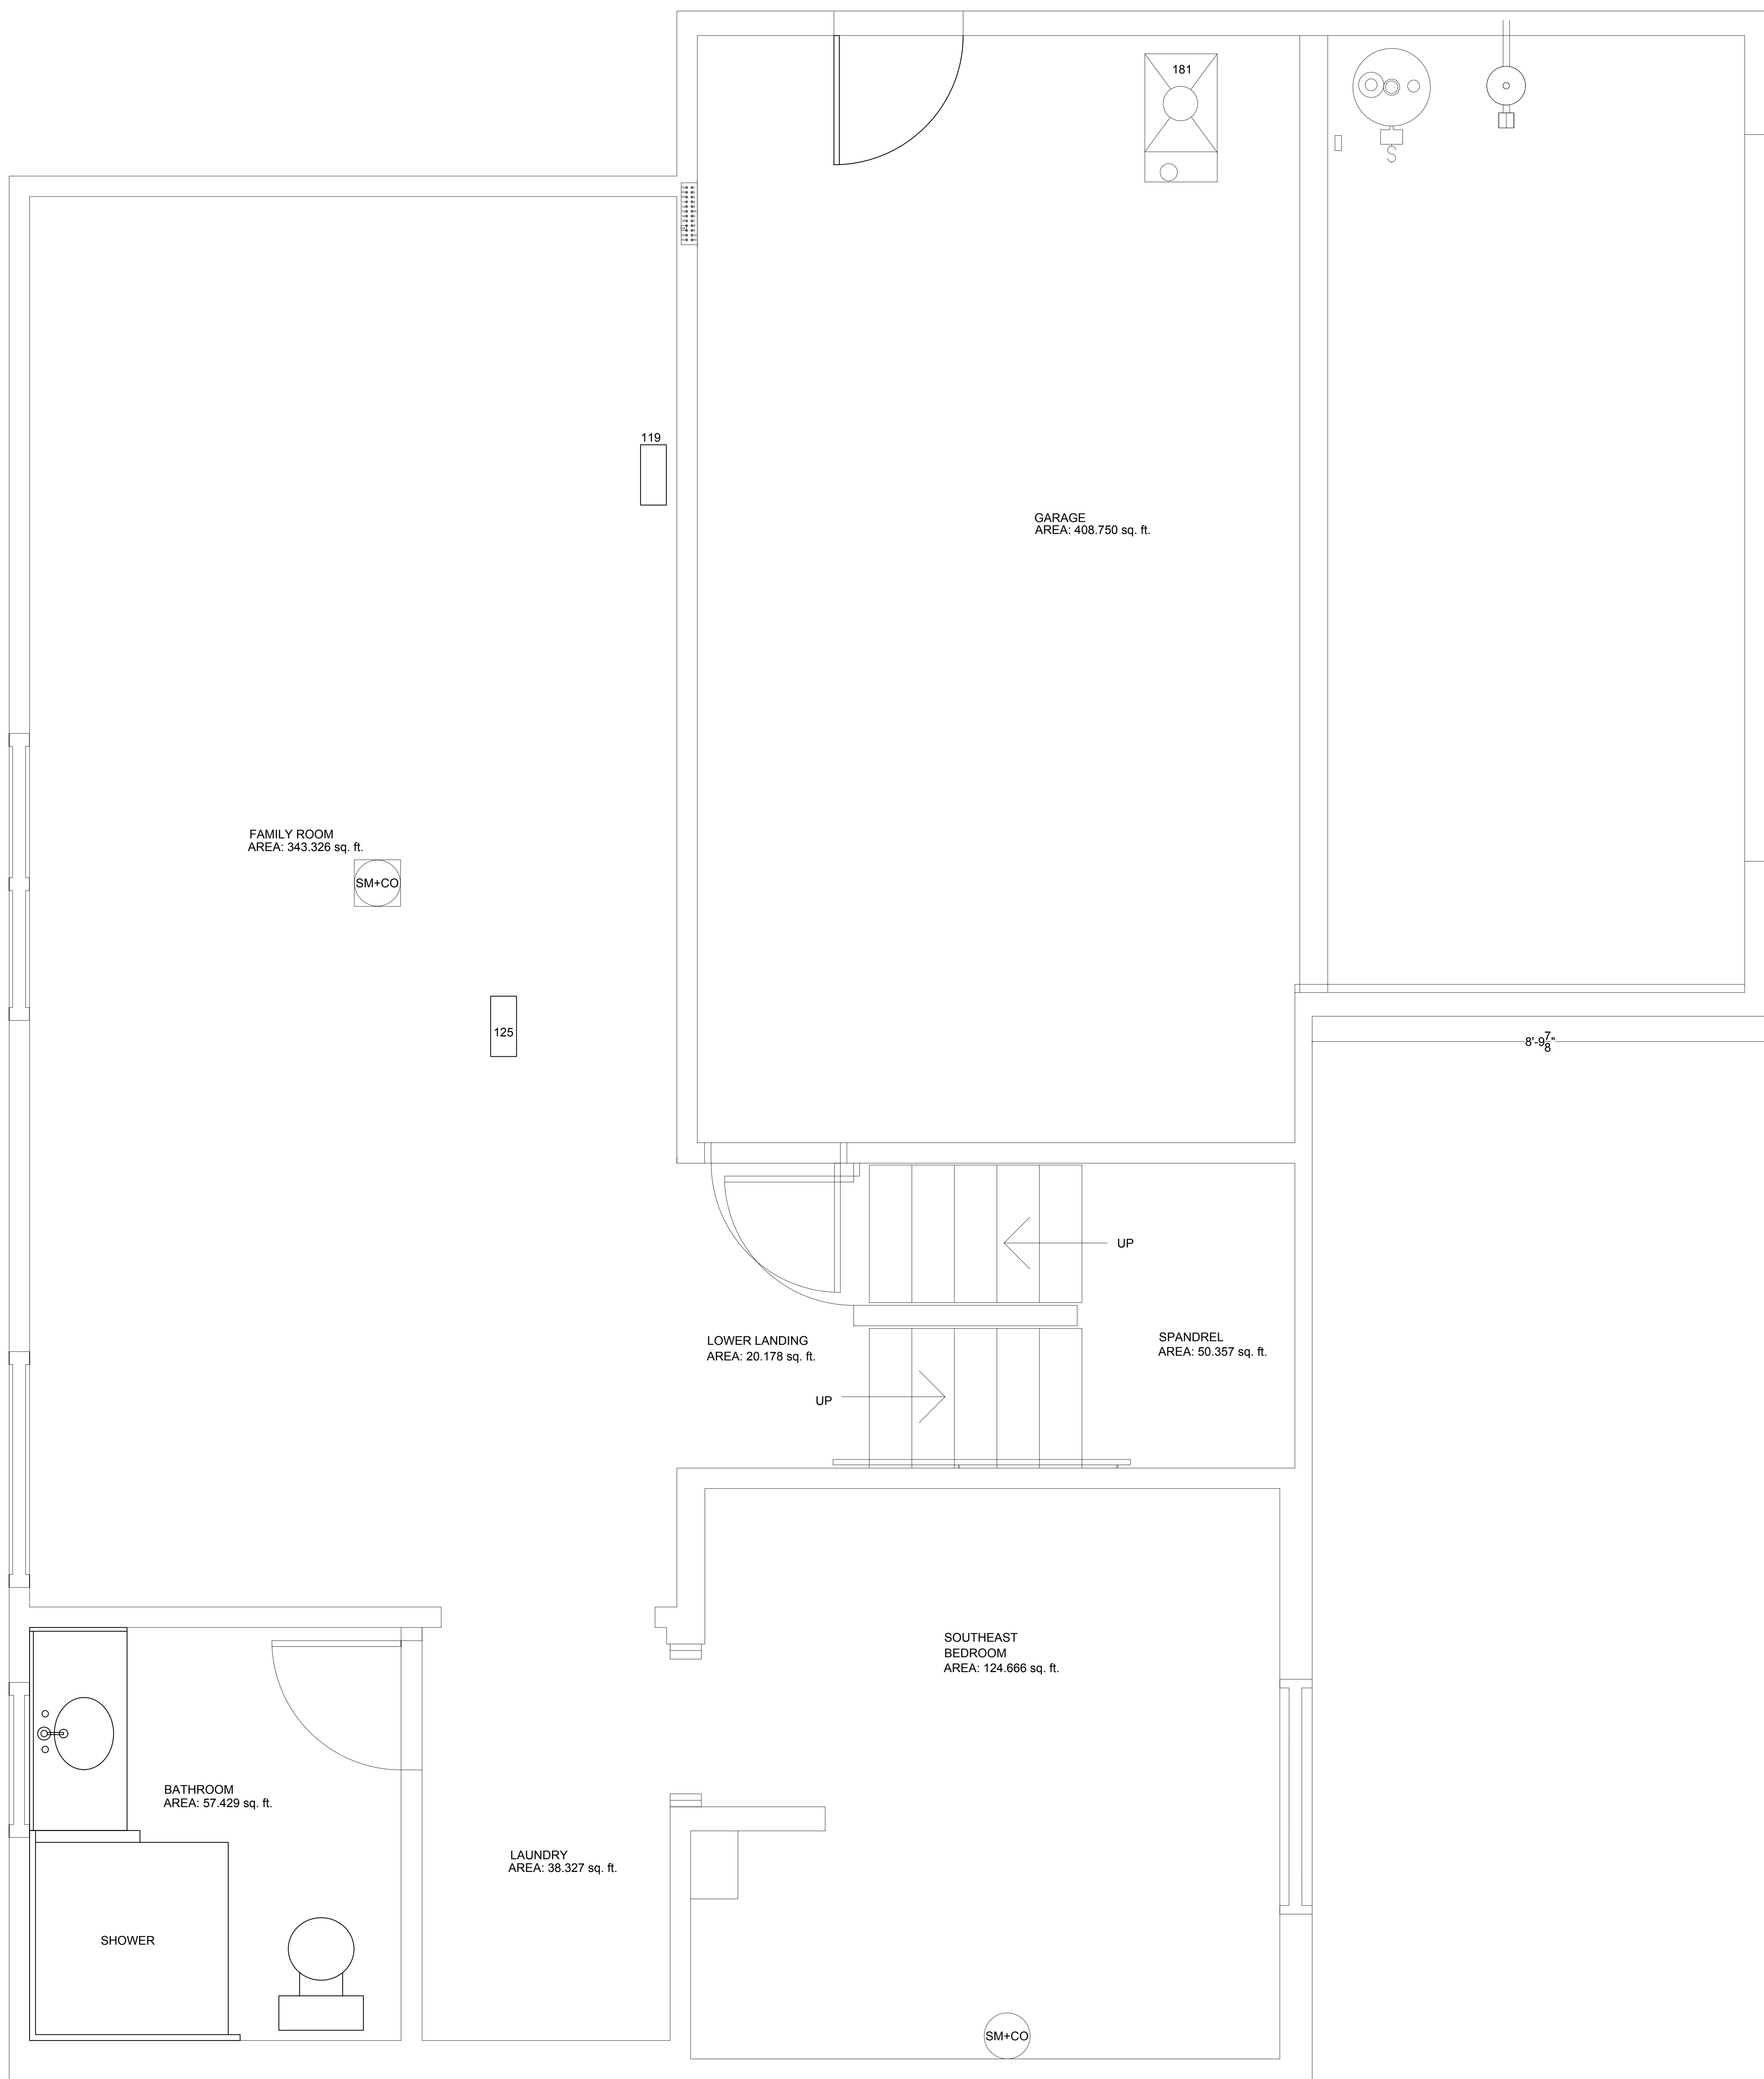 181
119
GARAGE
AREA: 408.750 sq. ft.
FAMILY ROOM
AREA: 343.326 sq. ft.
SM+CO
125
8'-9 7/8"
UP
LOWER LANDING
AREA: 20.178 sq. ft.
SPANDREL
AREA: 50.357 sq. ft.
UP
SOUTHEAST
BEDROOM
AREA: 124.666 sq. ft.
BATHROOM
AREA: 57.429 sq. ft.
LAUNDRY
AREA: 38.327 sq. ft.
SHOWER
SM+CO